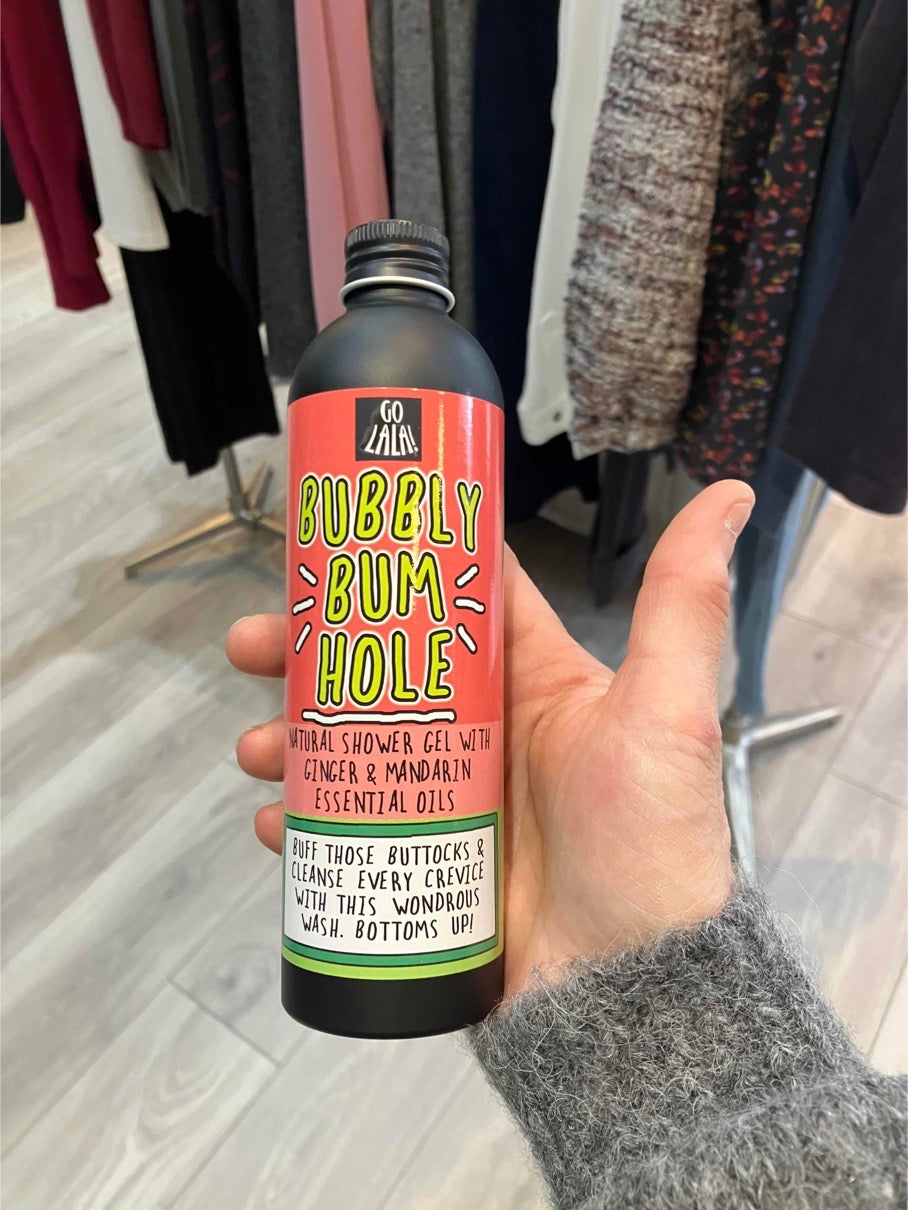 GO
LALA!
BUBBLY
BUM
HOLE
NATURAL SHOWER GEL WITH
GINGER & MANDARIN
ESSENTIAL OILS
BUFF THOSE BUTTOCKS &
CLEANSE EVERY CREVICE
WITH THIS WONDROUS
WASH. BOTTOMS UP!